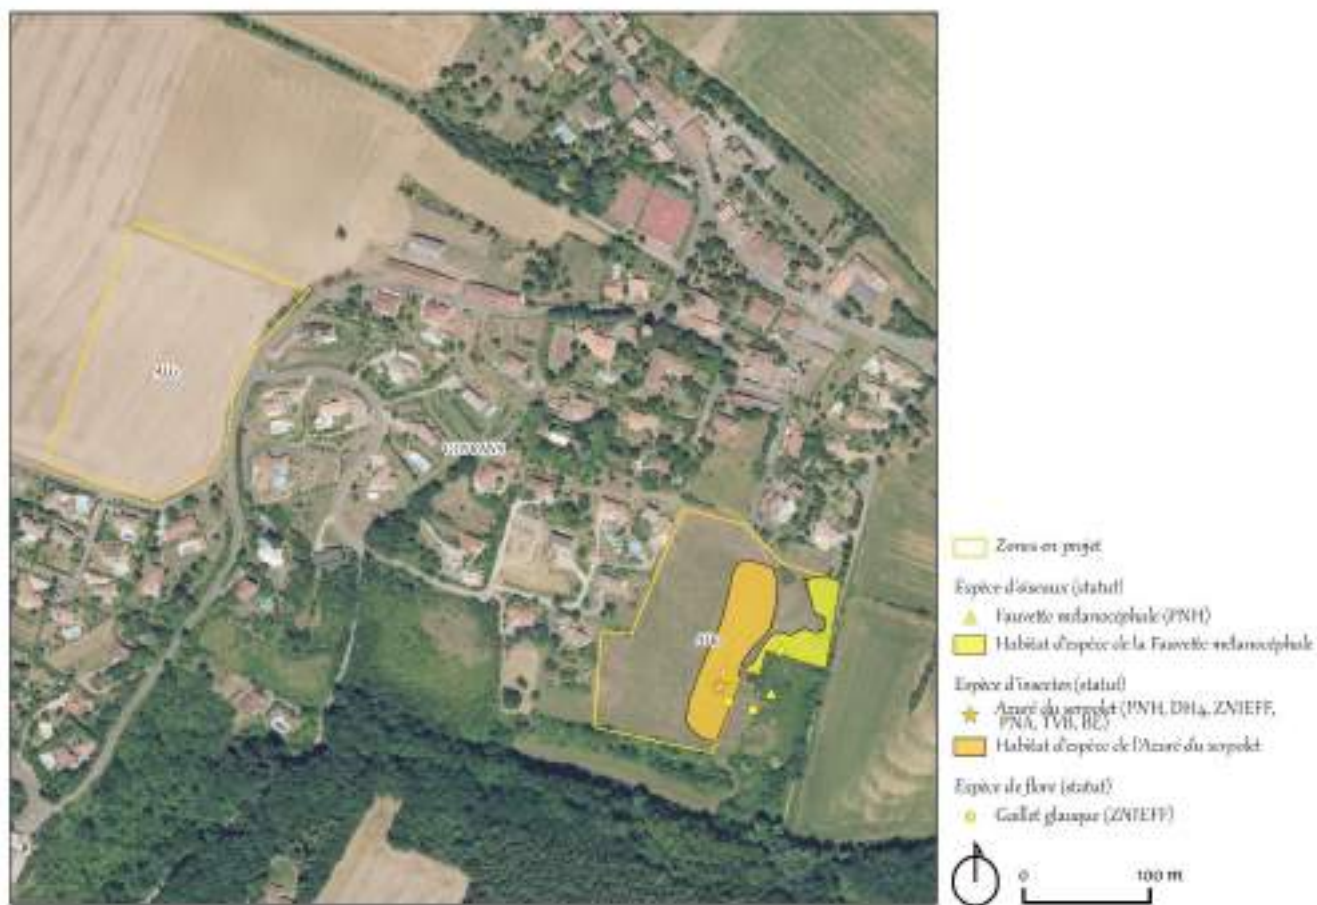 Zones en projet
Espèce d'oiseaux (statut)
Fauvette mélanocéphale (PNH)
Habitat d'espèce de la Fauvette mélanocéphale
Espèce d'insectes (statut)
Azuré du serpolet (PNH, DH4, ZNIEFF,
PNA, TVB, BE)
Habitat d'espèce de l'Azuré du serpolet
Espèce de flore (statut)
Gaillet glauque (ZNIEFF)
0 100 m